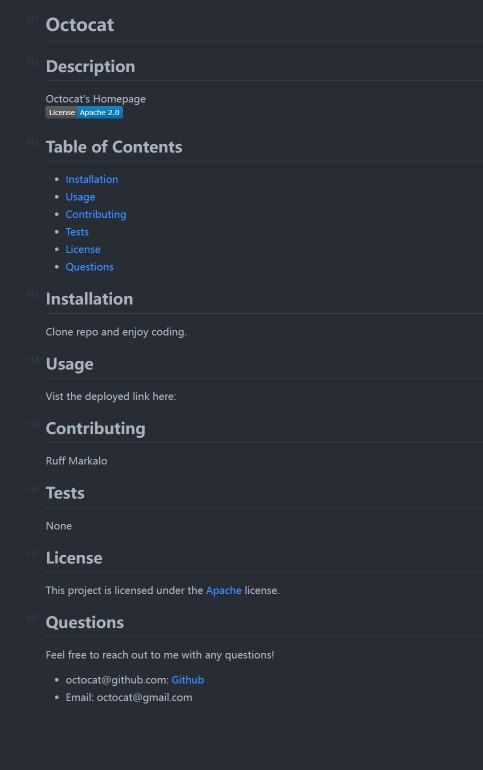 H1 Octocat
H2 Description
Octocat's Homepage
License Apache 2.0
H2 Table of Contents
Installation
Usage
Contributing
Tests
License
Questions
H2 Installation
Clone repo and enjoy coding.
H2 Usage
Vist the deployed link here:
H2 Contributing
Ruff Markalo
H2 Tests
None
H2 License
This project is licensed under the Apache license.
H2 Questions
Feel free to reach out to me with any questions!
octocat@github.com: Github
Email: octocat@gmail.com